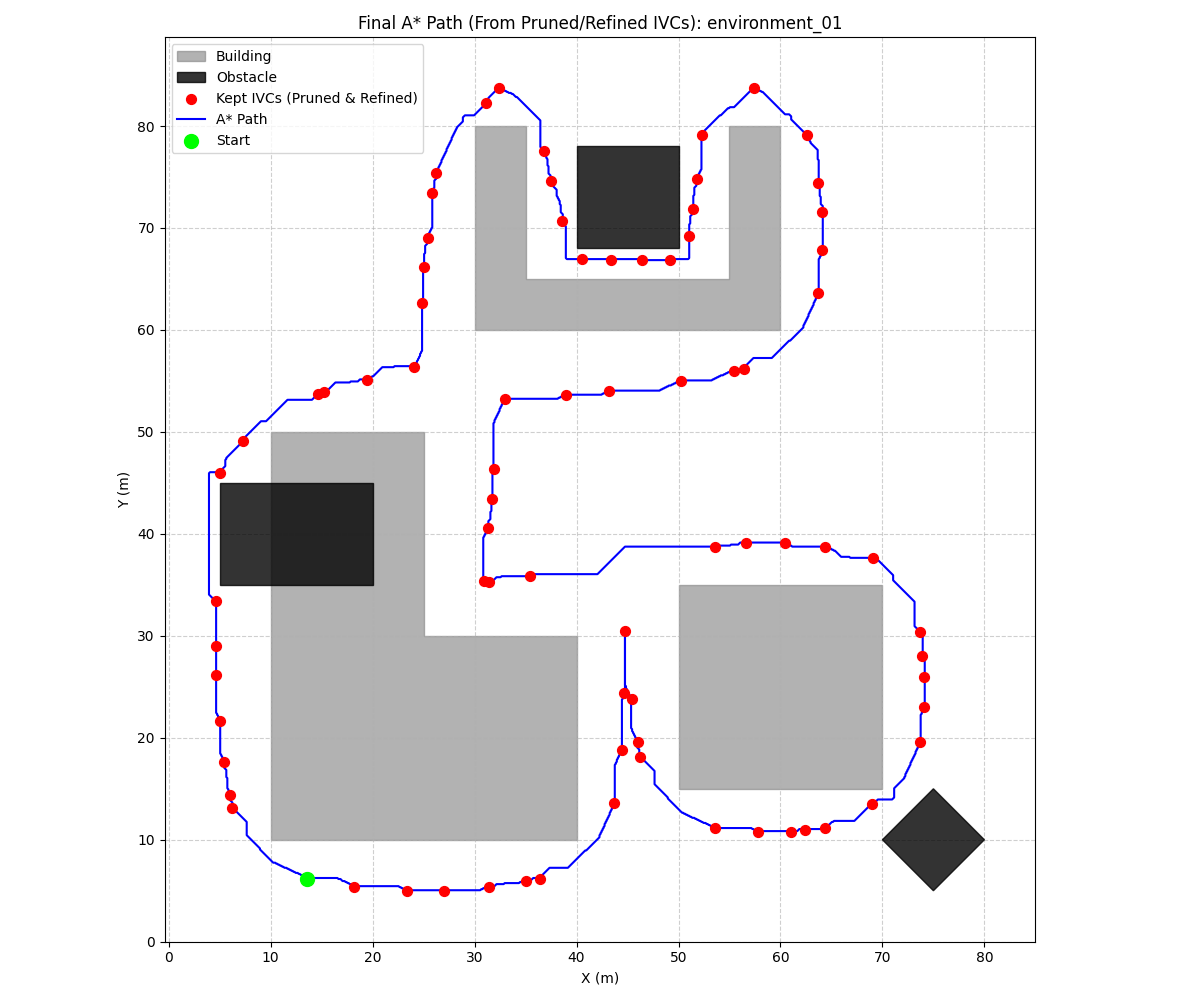 Final A* Path (From Pruned/Refined IVCs): environment_01
Building
Obstacle
Kept IVCs (Pruned & Refined)
A* Path
Start
80
70
60
50
40
30
20
10
0
Y (m)
0 10 20 30 40 50 60 70 80
X (m)